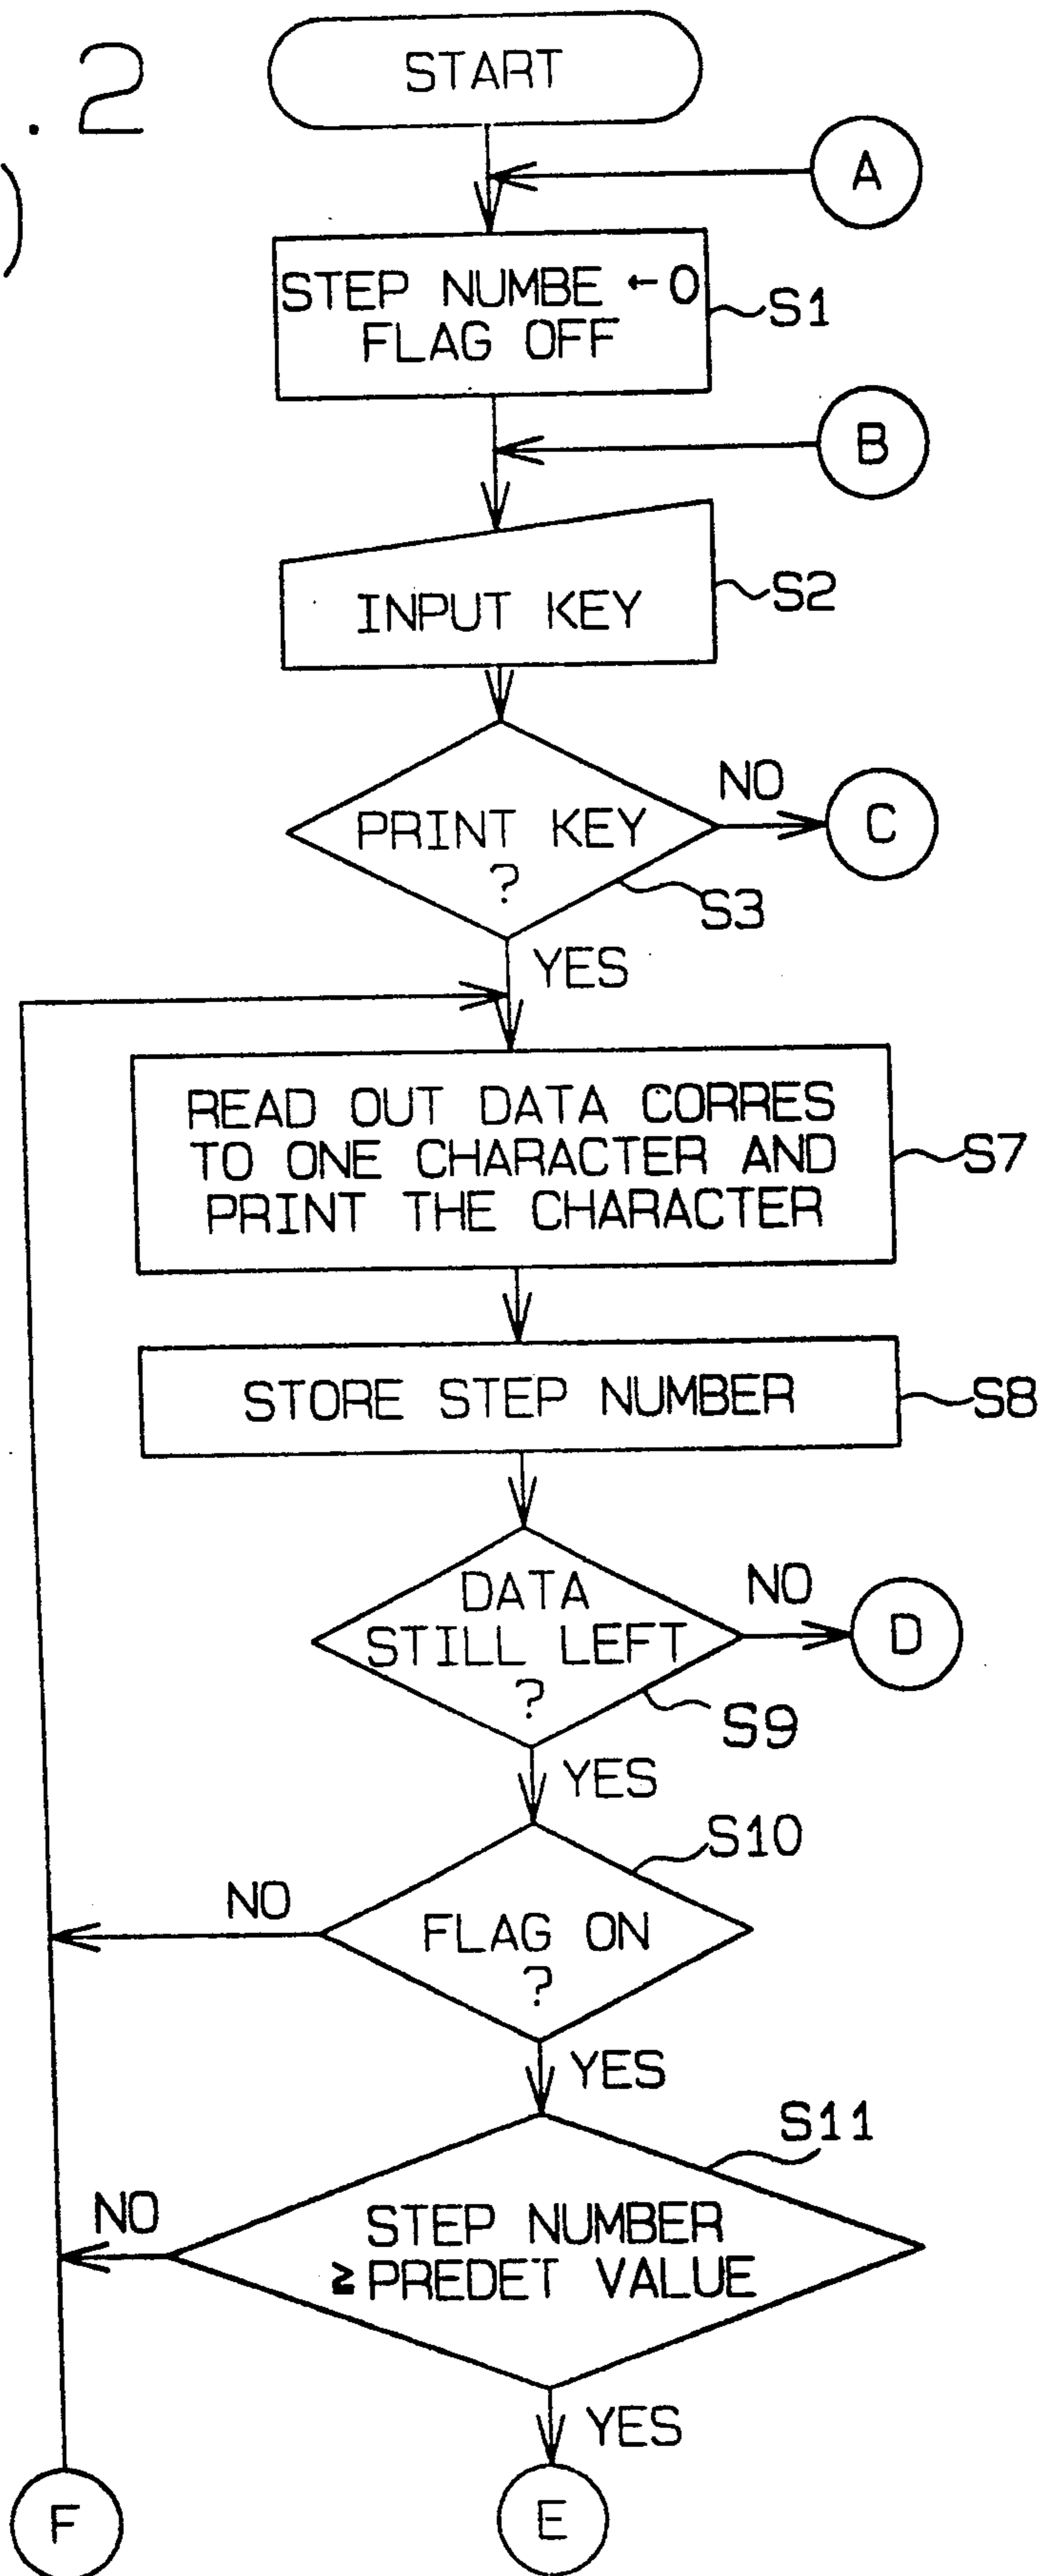 .2
)
START
A
STEP NUMBE ←0
FLAG OFF
S1
B
INPUT KEY
S2
PRINT KEY
?
NO
C
S3
YES
READ OUT DATA CORRES
TO ONE CHARACTER AND
PRINT THE CHARACTER
S7
STORE STEP NUMBER
S8
DATA
STILL LEFT
?
NO
D
S9
YES
S10
FLAG ON
?
NO
YES
S11
STEP NUMBER
≥PREDET VALUE
NO
YES
F
E